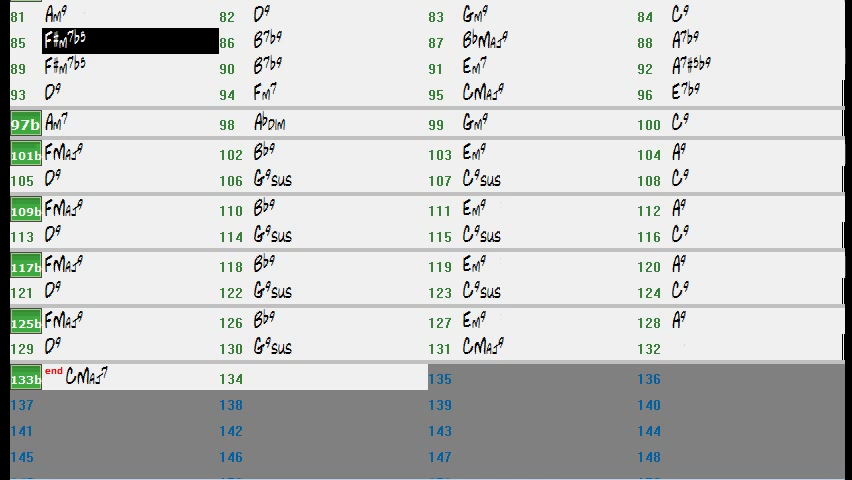 81 Am9 82 D9 83 Gm9 84 C9
85 F#m7b5 86 B7b9 87 BbMaj9 88 A7b9
89 F#m7b5 90 B7b9 91 Em7 92 A7#5b9
93 D9 94 Fm7 95 CMaj9 96 E7b9
97b Am7 98 Abdim 99 Gm9 100 C9
101b FMaj9 102 Bb9 103 Em9 104 A9
105 D9 106 G9sus 107 C9sus 108 C9
109b FMaj9 110 Bb9 111 Em9 112 A9
113 D9 114 G9sus 115 C9sus 116 C9
117b FMaj9 118 Bb9 119 Em9 120 A9
121 D9 122 G9sus 123 C9sus 124 C9
125b FMaj9 126 Bb9 127 Em9 128 A9
129 D9 130 G9sus 131 CMaj9 132
133b end CMaj7 134 135 136
137 138 139 140
141 142 143 144
145 146 147 148